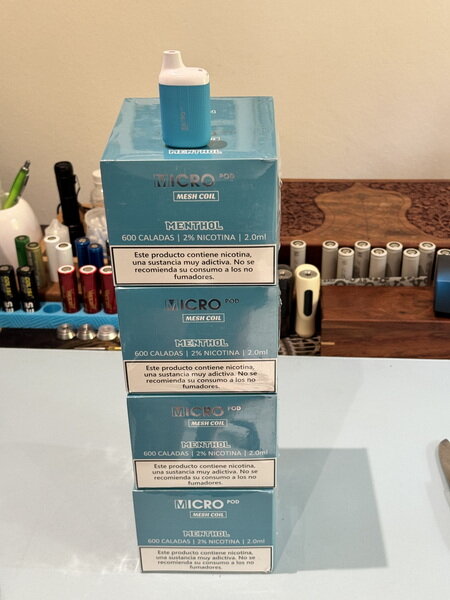 MENTHOL
MICRO POD
MESH COIL
MENTHOL
600 CALADAS | 2% NICOTINA | 2.0ml
Este producto contiene nicotina,
una sustancia muy adictiva. No se
recomienda su consumo a los no
fumadores.
MICRO POD
MESH COIL
MENTHOL
600 CALADAS | 2% NICOTINA | 2.0ml
Este producto contiene nicotina,
una sustancia muy adictiva. No se
recomienda su consumo a los no
fumadores.
MICRO POD
MESH COIL
MENTHOL
600 CALADAS | 2% NICOTINA | 2.0ml
Este producto contiene nicotina,
una sustancia muy adictiva. No se
recomienda su consumo a los no
fumadores.
MICRO POD
MESH COIL
MENTHOL
600 CALADAS | 2% NICOTINA | 2.0ml
Este producto contiene nicotina,
una sustancia muy adictiva. No se
recomienda su consumo a los no
fumadores.